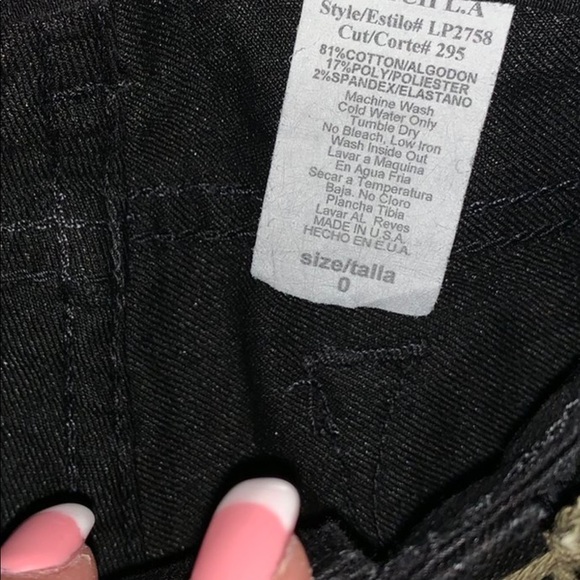 L.A
Style/Estilo# LP2758
Cut/Corte# 295
81%COTTON/ALGODON
17%POLY/POLIESTER
2%SPANDEX/ELASTANO
Machine Wash
Cold Water Only
Tumble Dry
No Bleach, Low Iron
Wash Inside Out
Lavar a Maquina
En Agua Fria
Secar a Temperatura
Baja. No Cloro
Plancha Tibia
Lavar AL Reves
MADE IN U.S.A.
HECHO EN E.U.A.
size/talla
0